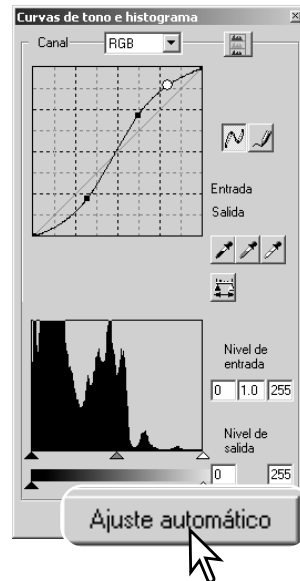 Curvas de tono e histograma
Canal RGB
Entrada
Salida
Nivel de
entrada
0 1.0 255
Nivel de
salida
0 255
Ajuste automático